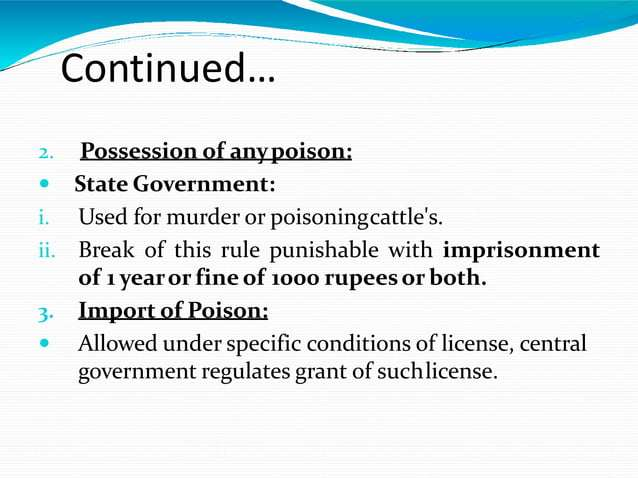 Continued…
2. Possession of anypoison:
• State Government:
i. Used for murder or poisoningcattle's.
ii. Break of this rule punishable with imprisonment
of 1 year or fine of 1000 rupees or both.
3. Import of Poison:
• Allowed under specific conditions of license, central
government regulates grant of suchlicense.